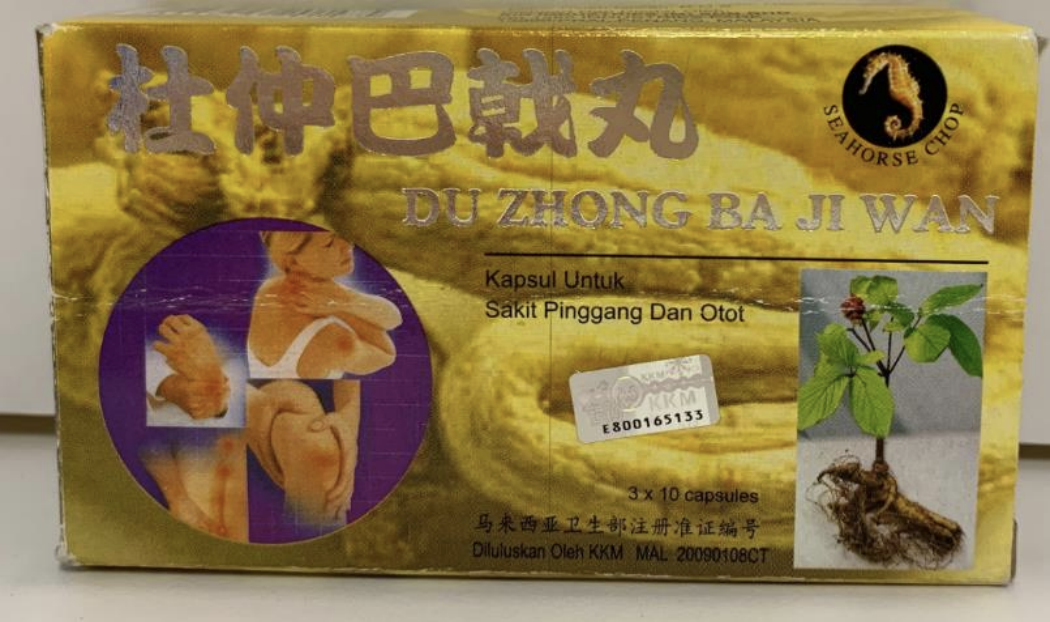 杜仲巴戟丸
SEAHORSE CHOP
DU ZHONG BA JI WAN
Kapsul Untuk
Sakit Pinggang Dan Otot
KKM
KKM
E800165133
3 x 10 capsules
马来西亚卫生部注册准证编号
Diluluskan Oleh KKM MAL 20090108CT